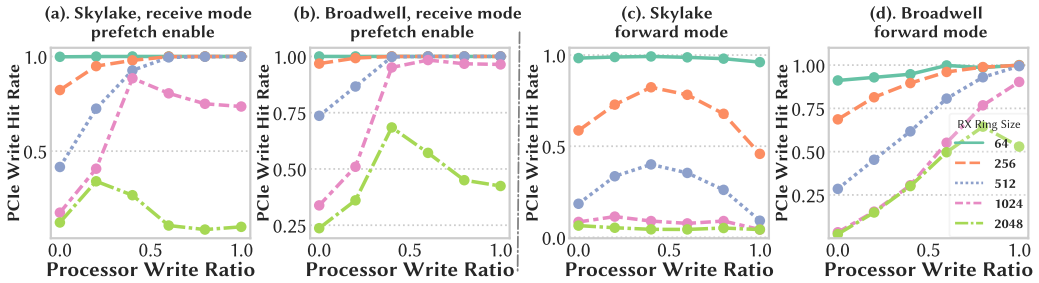 (a). Skylake, receive mode
prefetch enable
PCIe Write Hit Rate
1.0
0.5
0.0 0.5 1.0
Processor Write Ratio
(b). Broadwell, receive mode
prefetch enable
PCIe Write Hit Rate
1.00
0.75
0.50
0.25
0.0 0.5 1.0
Processor Write Ratio
(c). Skylake
forward mode
PCIe Write Hit Rate
1.0
0.5
0.0
0.0 0.5 1.0
Processor Write Ratio
(d). Broadwell
forward mode
PCIe Write Hit Rate
1.00
0.75
0.50
0.25
0.0 0.5 1.0
Processor Write Ratio
RX Ring Size
64
256
512
1024
2048